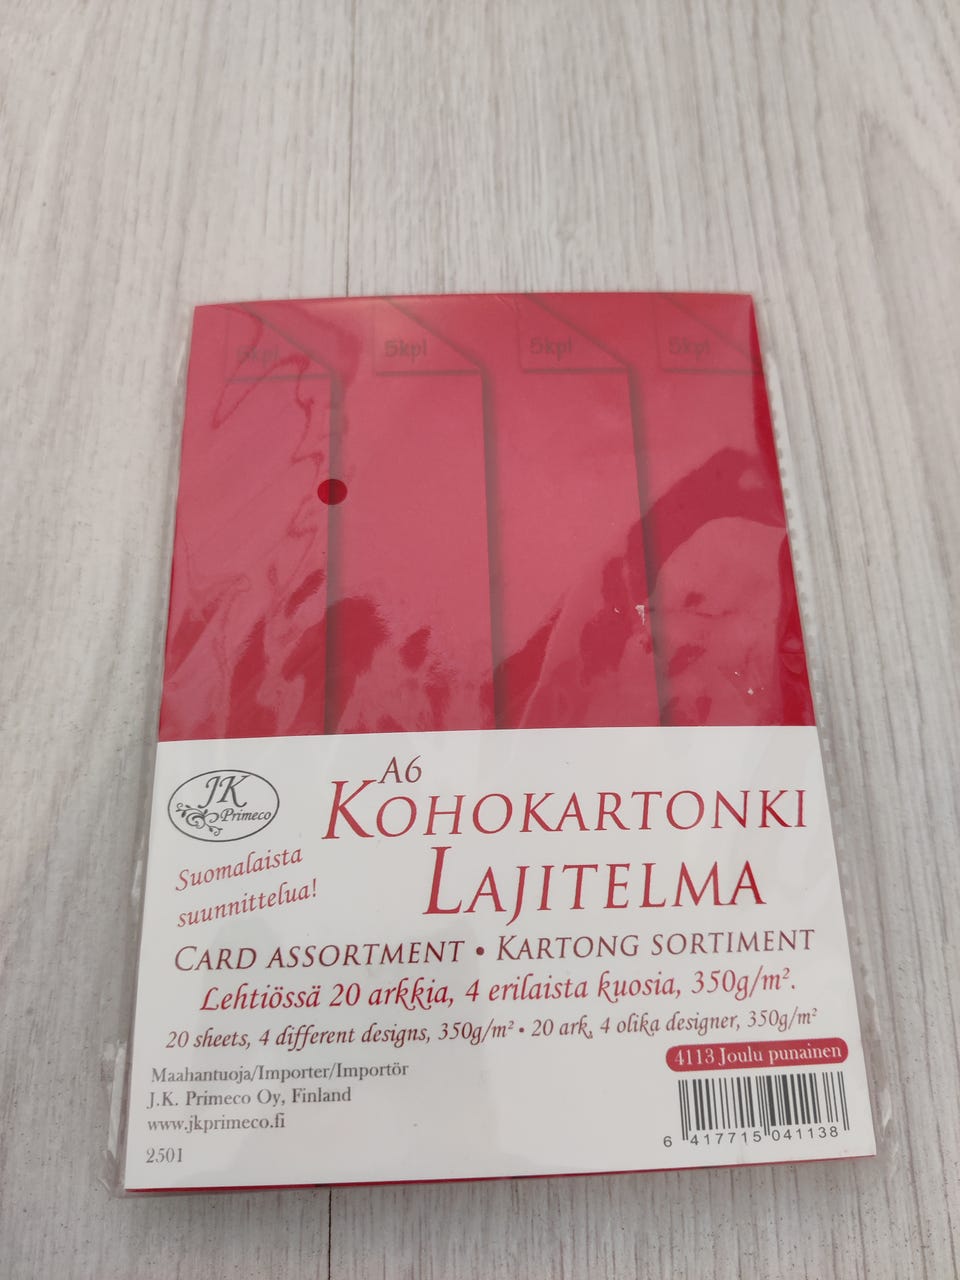 5kpl
5kpl
5kpl
5kpl
JK
Primeco
A6
KOHOKARTONKI
LAJITELMA
Suomalaista
suunnittelua!
CARD ASSORTMENT • KARTONG SORTIMENT
Lehtiössä 20 arkkia, 4 erilaista kuosia, 350g/m².
20 sheets, 4 different designs, 350g/m² • 20 ark, 4 olika designer, 350g/m²
4113 Joulu punainen
Maahantuoja/Importer/Importör
J.K. Primeco Oy, Finland
www.jkprimeco.fi
2501
6 417715 041138